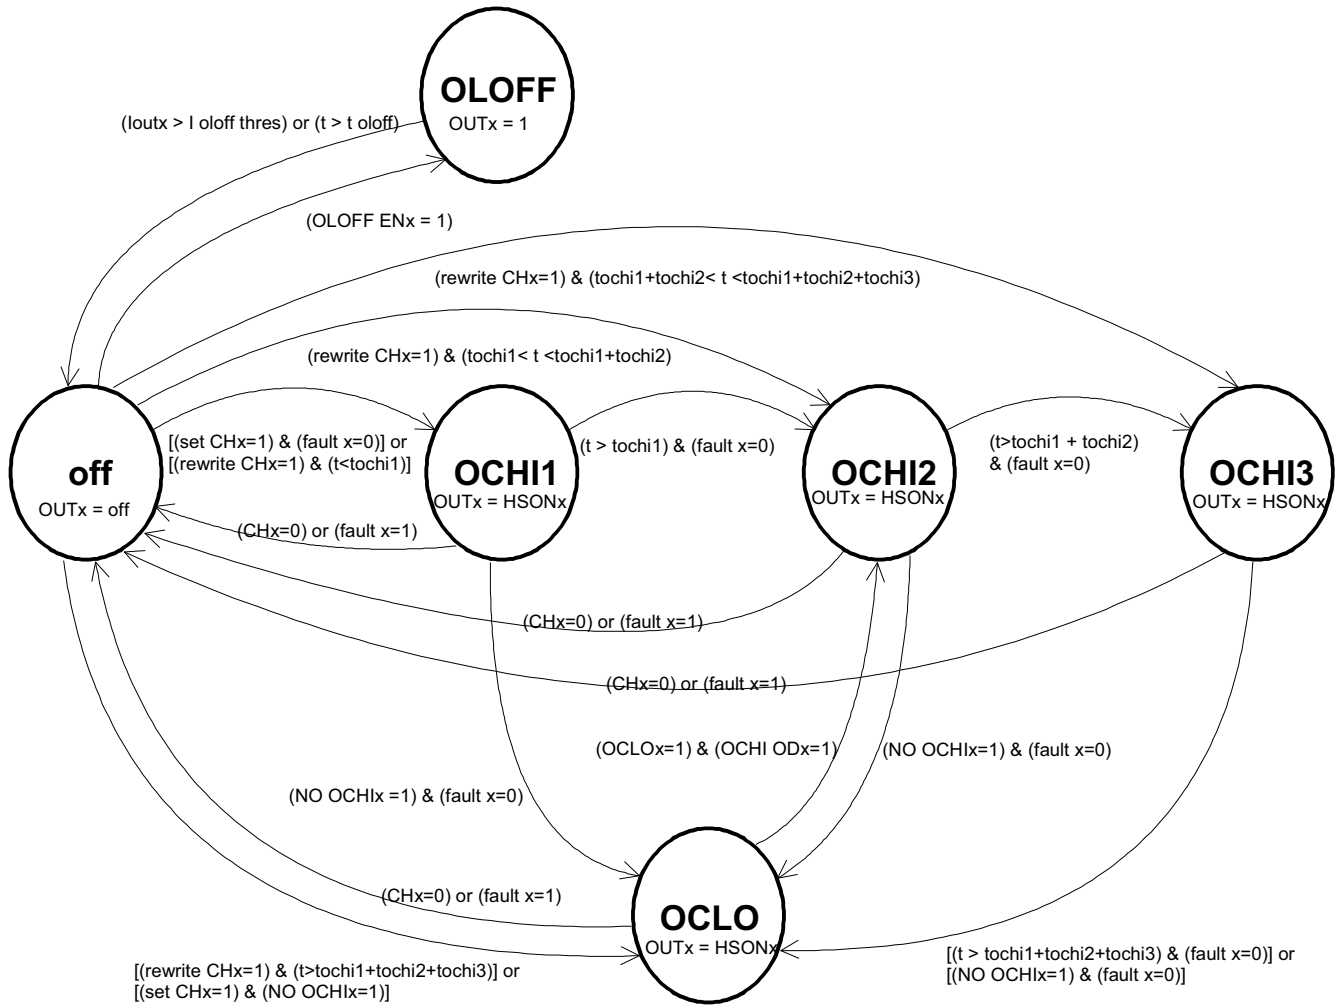 OLOFF
OUTx = 1
(Ioutx > I oloff thres) or (t > t oloff)
(OLOFF ENx = 1)
(rewrite CHx=1) & (tochi1+tochi2< t <tochi1+tochi2+tochi3)
(rewrite CHx=1) & (tochi1< t <tochi1+tochi2)
off
OUTx = off
[(set CHx=1) & (fault x=0)] or
[(rewrite CHx=1) & (t<tochi1)]
OCHI1
OUTx = HSONx
(t > tochi1) & (fault x=0)
OCHI2
OUTx = HSONx
(t>tochi1 + tochi2)
& (fault x=0)
OCHI3
OUTx = HSONx
(CHx=0) or (fault x=1)
(CHx=0) or (fault x=1)
(CHx=0) or (fault x=1)
(OCLOx=1) & (OCHI ODx=1)
(NO OCHIx=1) & (fault x=0)
(NO OCHIx =1) & (fault x=0)
(CHx=0) or (fault x=1)
OCLO
OUTx = HSONx
[(rewrite CHx=1) & (t>tochi1+tochi2+tochi3)] or
[(set CHx=1) & (NO OCHIx=1)]
[(t > tochi1+tochi2+tochi3) & (fault x=0)] or
[(NO OCHIx=1) & (fault x=0)]